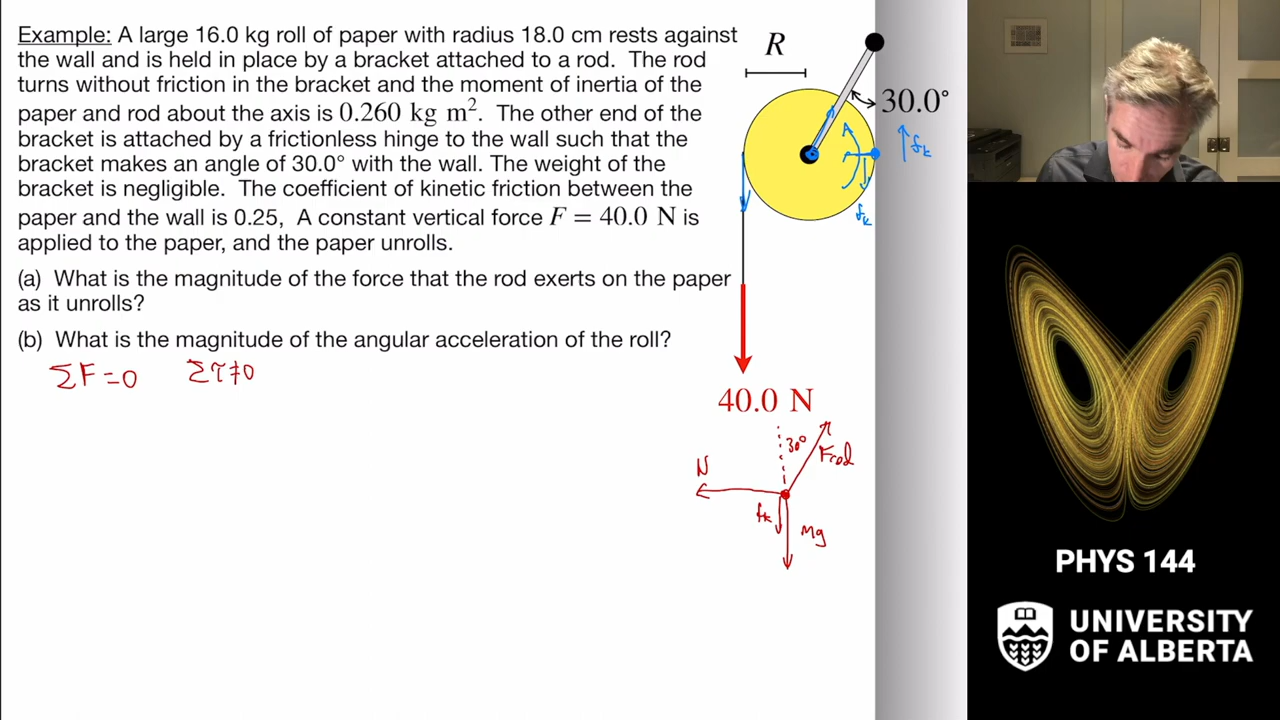 Example: A large 16.0 kg roll of paper with radius 18.0 cm rests against
the wall and is held in place by a bracket attached to a rod. The rod
turns without friction in the bracket and the moment of inertia of the
paper and rod about the axis is 0.260 kg m². The other end of the
bracket is attached by a frictionless hinge to the wall such that the
bracket makes an angle of 30.0° with the wall. The weight of the
bracket is negligible. The coefficient of kinetic friction between the
paper and the wall is 0.25, A constant vertical force F = 40.0 N is
applied to the paper, and the paper unrolls.
(a) What is the magnitude of the force that the rod exerts on the paper
as it unrolls?
(b) What is the magnitude of the angular acceleration of the roll?
ΣF = 0 Στ ≠ 0
R
30.0°
fk
fk
40.0 N
30°
Frod
N
fk
Mg
PHYS 144
UNIVERSITY
OF ALBERTA